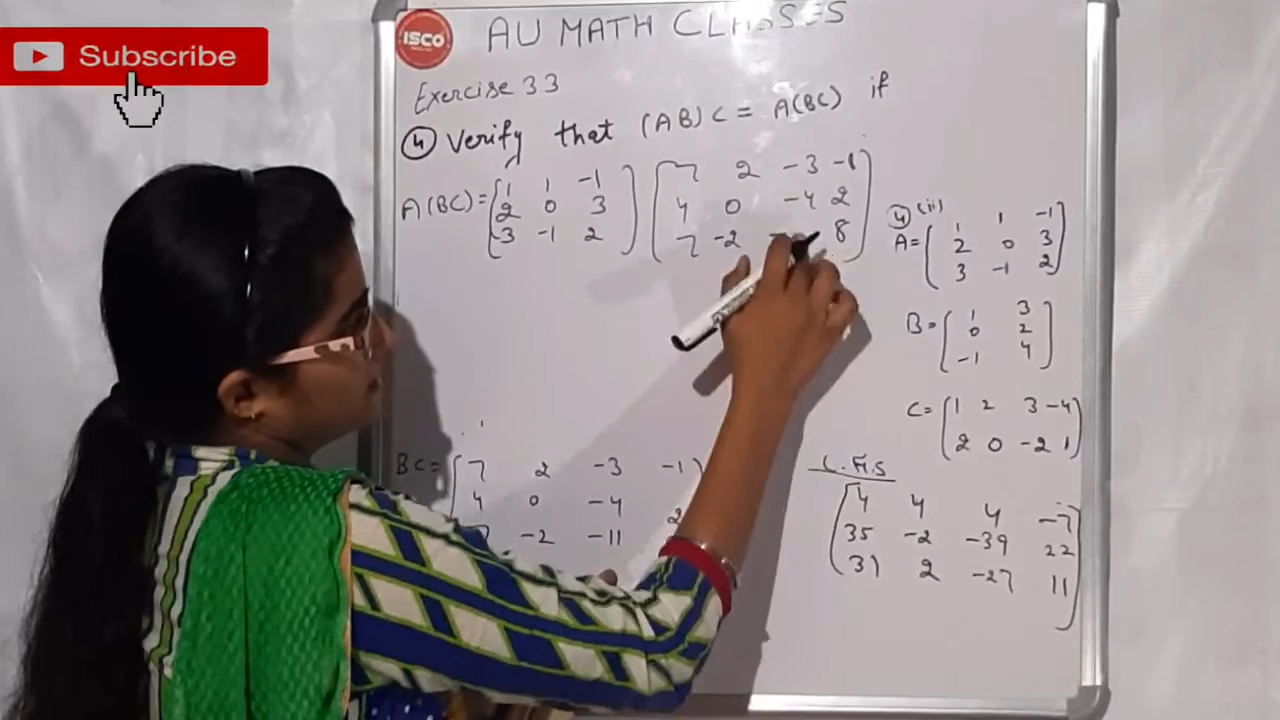 Subscribe
ISCO
AU MATH CLASSES
Exercise 33
④ Verify that (AB) C = A(BC) if
A(BC) = [1 1 -1] [7 2 -3 -1]
2 0 3 4 0 -4 2
3 -1 2 7 -2 8
④ (ii)
A = [1 1 -1]
2 0 3
3 -1 2
B = [1 3]
0 2
-1 4
C = [1 2 3 -4]
2 0 -2 1
BC = [7 2 -3 -1]
4 0 -4 2
-2 -11
L.H.S
[4 4 4 -7]
35 -2 -39 22
31 2 -27 11